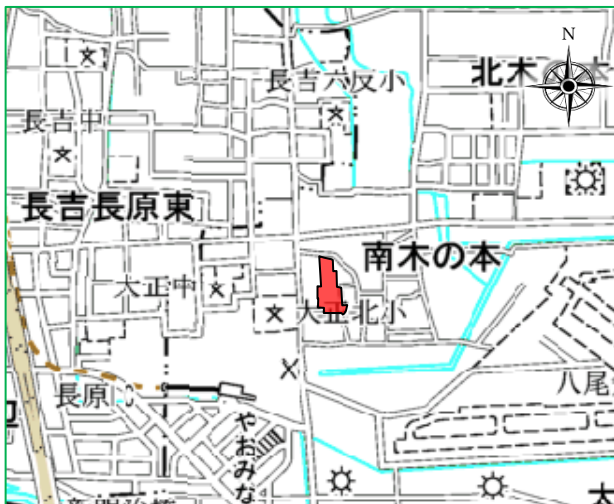 N
北木
長吉六反小
長吉中
長吉長原東
南木の本
大正中
大正北小
八尾
長原
やおみな